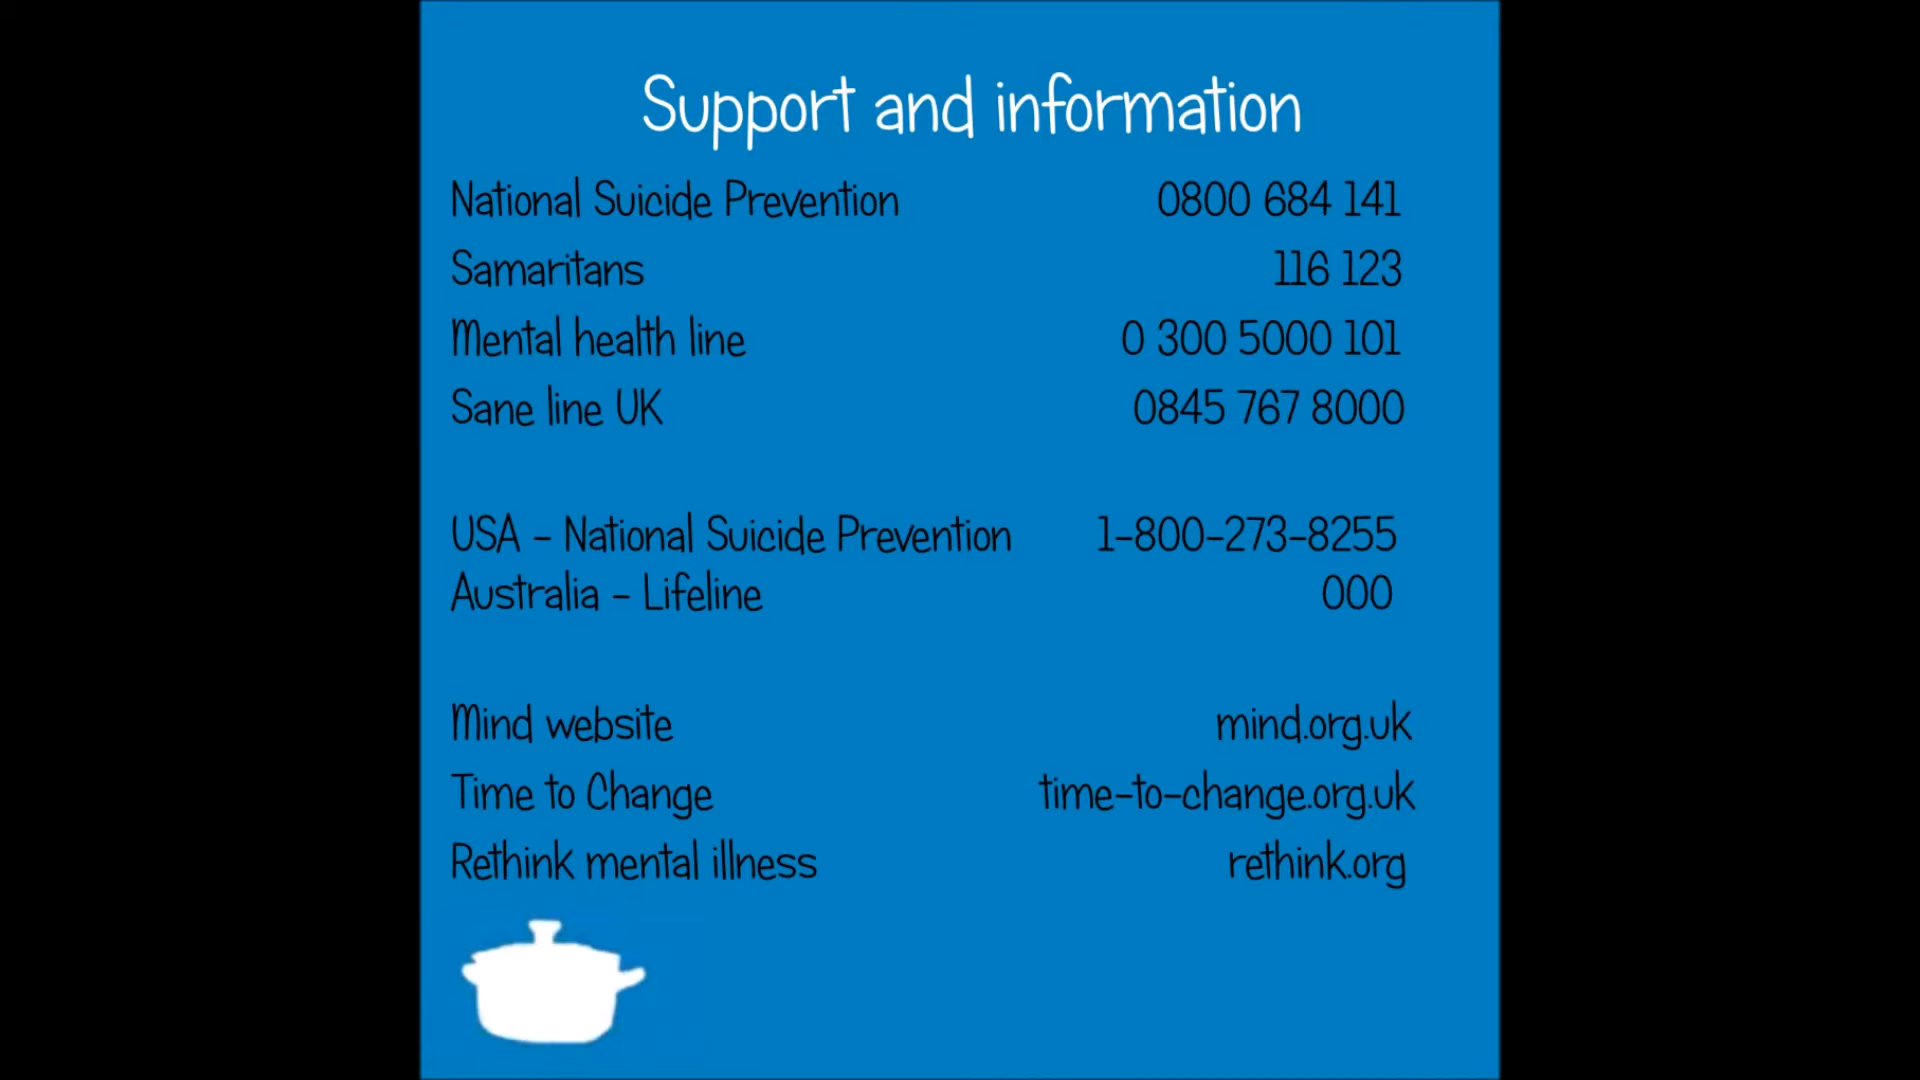 Support and information
National Suicide Prevention 0800 684 141
Samaritans 116 123
Mental health line 0 300 5000 101
Sane line UK 0845 767 8000
USA - National Suicide Prevention 1-800-273-8255
Australia - Lifeline 000
Mind website mind.org.uk
Time to Change time-to-change.org.uk
Rethink mental illness rethink.org